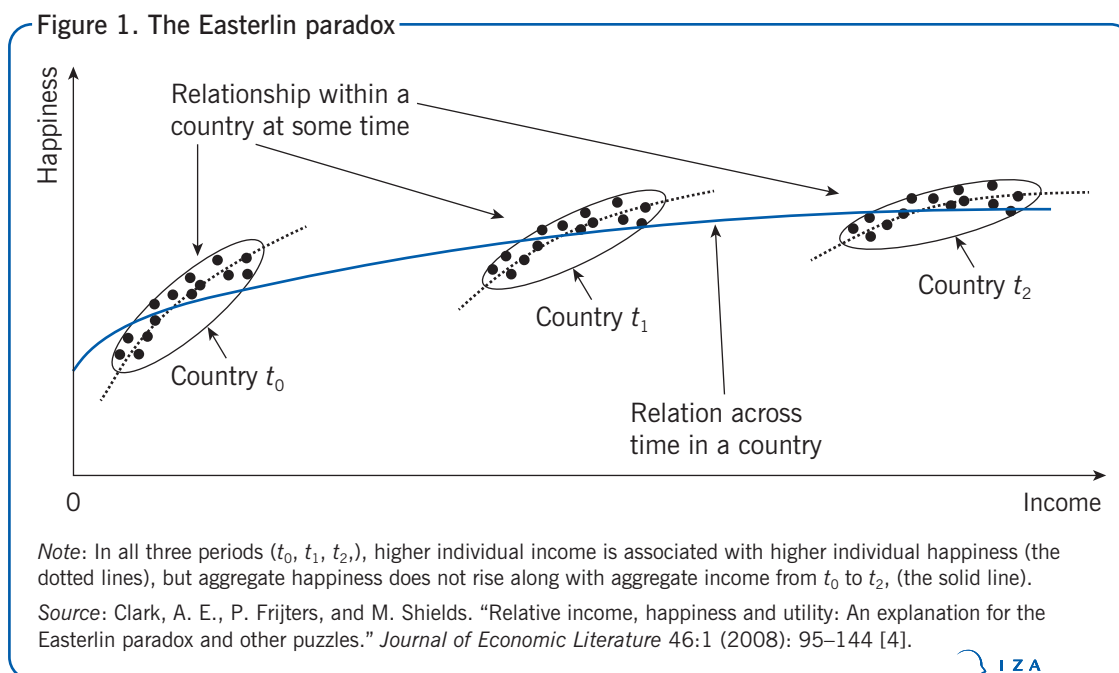 Figure 1. The Easterlin paradox
Happiness
Relationship within a
country at some time
Country t0
Country t1
Country t2
Relation across
time in a country
0
Income
Note: In all three periods (t0, t1, t2,), higher individual income is associated with higher individual happiness (the
dotted lines), but aggregate happiness does not rise along with aggregate income from t0 to t2, (the solid line).
Source: Clark, A. E., P. Frijters, and M. Shields. “Relative income, happiness and utility: An explanation for the
Easterlin paradox and other puzzles.” Journal of Economic Literature 46:1 (2008): 95–144 [4].
IZA